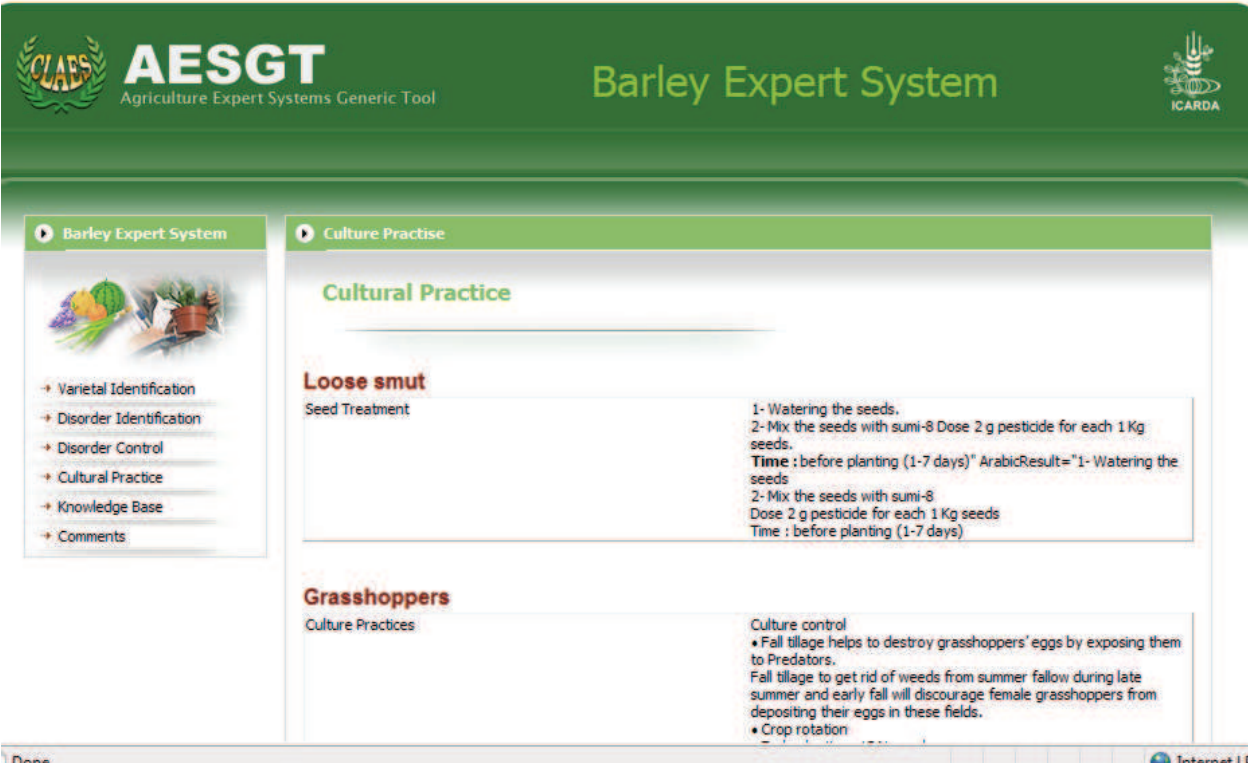 CLAES
AESGT
Agriculture Expert Systems Generic Tool
Barley Expert System
ICARDA
Barley Expert System
Culture Practise
Varietal Identification
Disorder Identification
Disorder Control
Cultural Practice
Knowledge Base
Comments
Cultural Practice
Loose smut
Seed Treatment
1- Watering the seeds.
2- Mix the seeds with sumi-8 Dose 2 g pesticide for each 1 Kg
seeds.
Time : before planting (1-7 days)" ArabicResult="1- Watering the
seeds
2- Mix the seeds with sumi-8
Dose 2 g pesticide for each 1 Kg seeds
Time : before planting (1-7 days)
Grasshoppers
Culture Practices
Culture control
• Fall tillage helps to destroy grasshoppers' eggs by exposing them
to Predators.
Fall tillage to get rid of weeds from summer fallow during late
summer and early fall will discourage female grasshoppers from
depositing their eggs in these fields.
• Crop rotation
Done
Internet